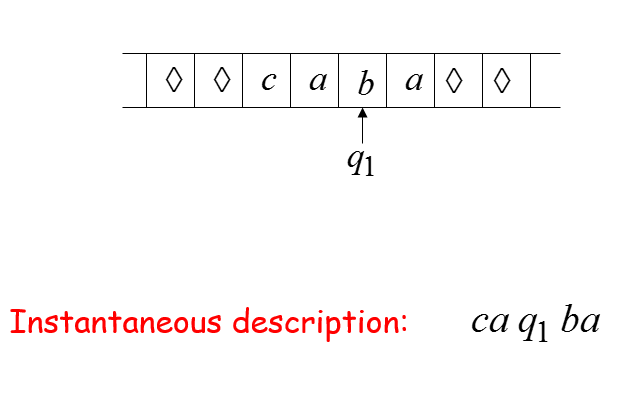 ◊ ◊ c a b a ◊ ◊
q₁
Instantaneous description: ca q₁ ba